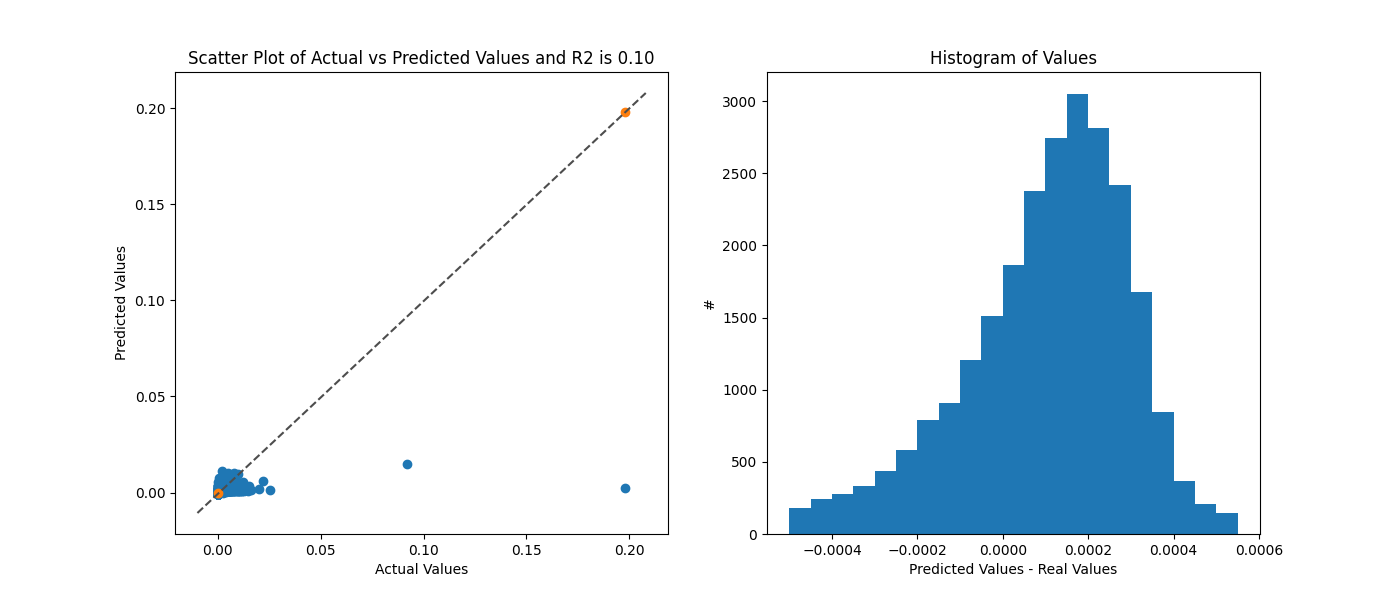 Scatter Plot of Actual vs Predicted Values and R2 is 0.10
Predicted Values
0.20
0.15
0.10
0.05
0.00
0.00 0.05 0.10 0.15 0.20
Actual Values
Histogram of Values
#
3000
2500
2000
1500
1000
500
0
−0.0004 −0.0002 0.0000 0.0002 0.0004 0.0006
Predicted Values - Real Values